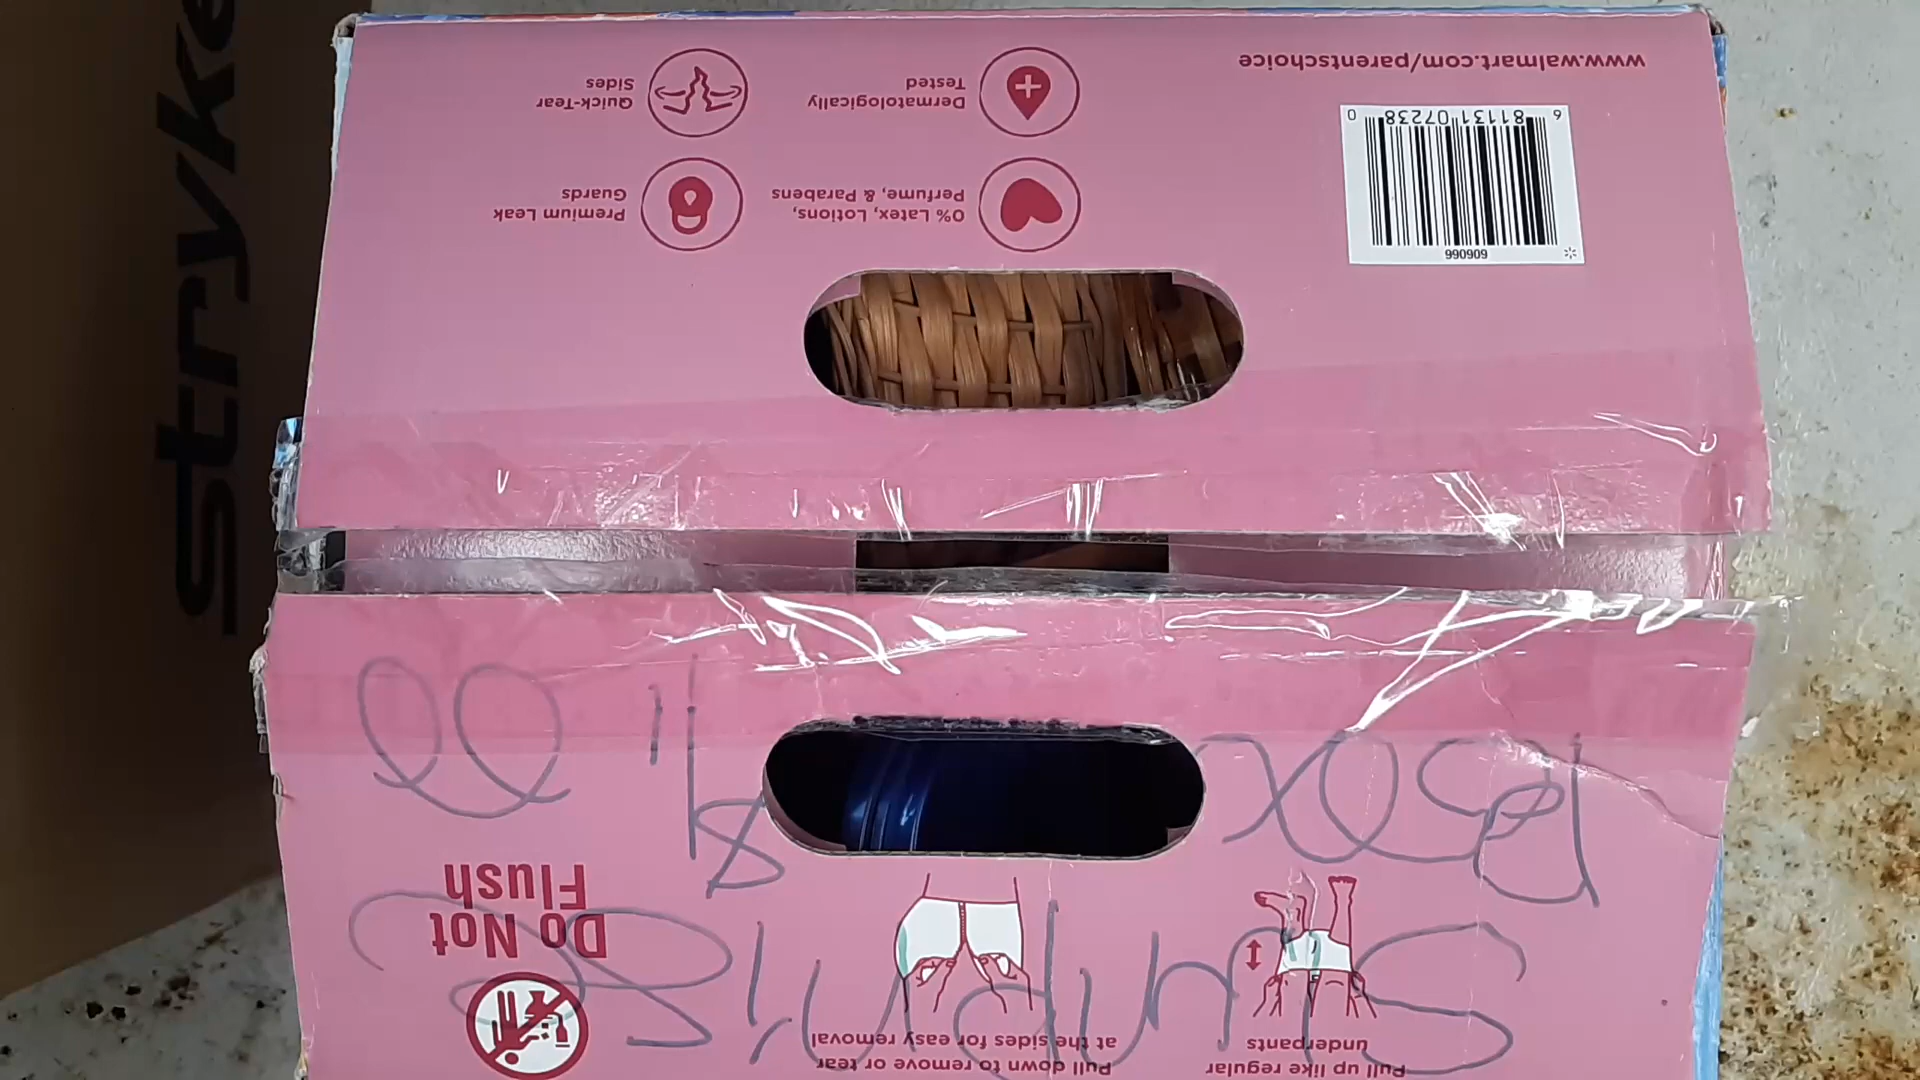 Surprise
Box
Pull up like regular
underpants
Pull down to remove or tear
at the sides for easy removal
Do Not
Flush
606066
6 81131 07238 0
0% Latex, Lotions,
Perfume, & Parabens
Premium Leak
Guards
Dermatologically
Tested
Quick-Tear
Sides
www.walmart.com/parentschoice
stryke